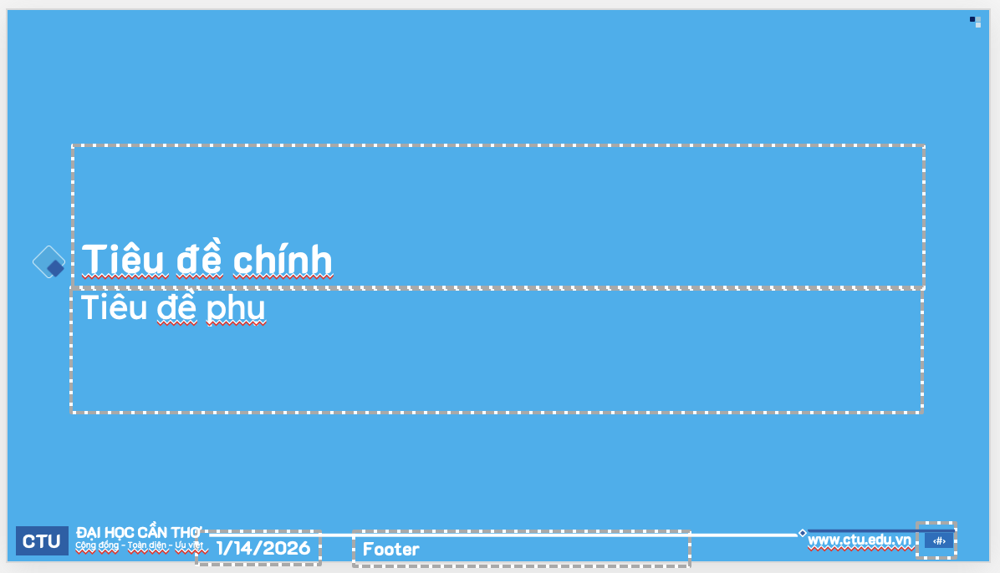 Tiêu đề chính
Tiêu đề phụ
CTU
ĐẠI HỌC CẦN THƠ
Cộng đồng – Toàn diện – Ưu việt
1/14/2026
Footer
www.ctu.edu.vn
‹#›